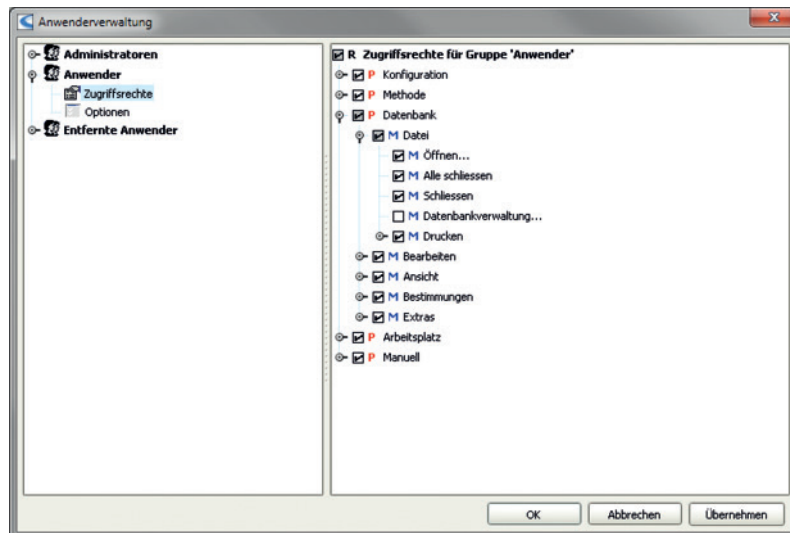 Anwenderverwaltung
Administratoren
Anwender
Zugriffsrechte
Optionen
Entfernte Anwender
R Zugriffsrechte für Gruppe 'Anwender'
P Konfiguration
P Methode
P Datenbank
M Datei
M Öffnen...
M Alle schliessen
M Schliessen
M Datenbankverwaltung...
M Drucken
M Bearbeiten
M Ansicht
M Bestimmungen
M Extras
P Arbeitsplatz
P Manuell
OK Abbrechen Übernehmen